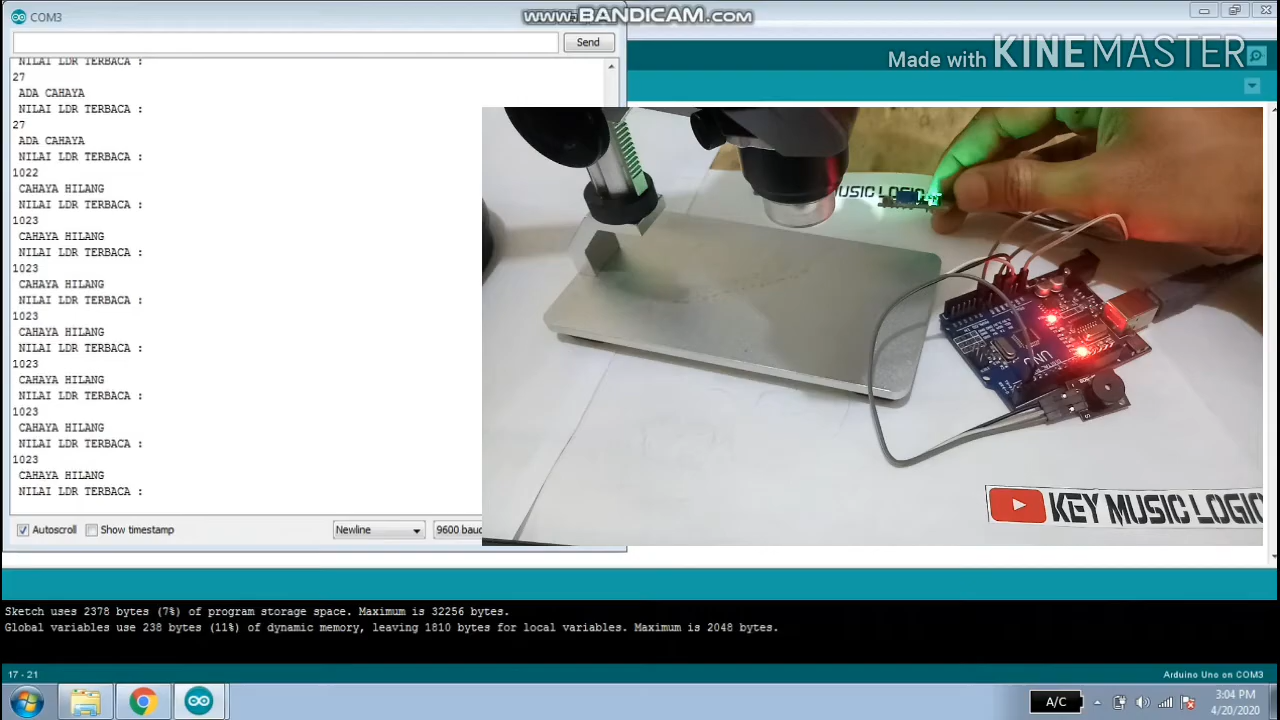 COM3
www.BANDICAM.com
Send
Made with KINEMASTER
NILAI LDR TERBACA :
27
ADA CAHAYA
NILAI LDR TERBACA :
27
ADA CAHAYA
NILAI LDR TERBACA :
1022
CAHAYA HILANG
NILAI LDR TERBACA :
1023
CAHAYA HILANG
NILAI LDR TERBACA :
1023
CAHAYA HILANG
NILAI LDR TERBACA :
1023
CAHAYA HILANG
NILAI LDR TERBACA :
1023
CAHAYA HILANG
NILAI LDR TERBACA :
1023
CAHAYA HILANG
NILAI LDR TERBACA :
1023
CAHAYA HILANG
NILAI LDR TERBACA :
MUSIC LOGIC
UNO
KEY MUSIC LOGIC
Autoscroll
Show timestamp
Newline
9600 baud
Sketch uses 2378 bytes (7%) of program storage space. Maximum is 32256 bytes.
Global variables use 238 bytes (11%) of dynamic memory, leaving 1810 bytes for local variables. Maximum is 2048 bytes.
17 - 21
Arduino Uno on COM3
A/C
3:04 PM
4/20/2020